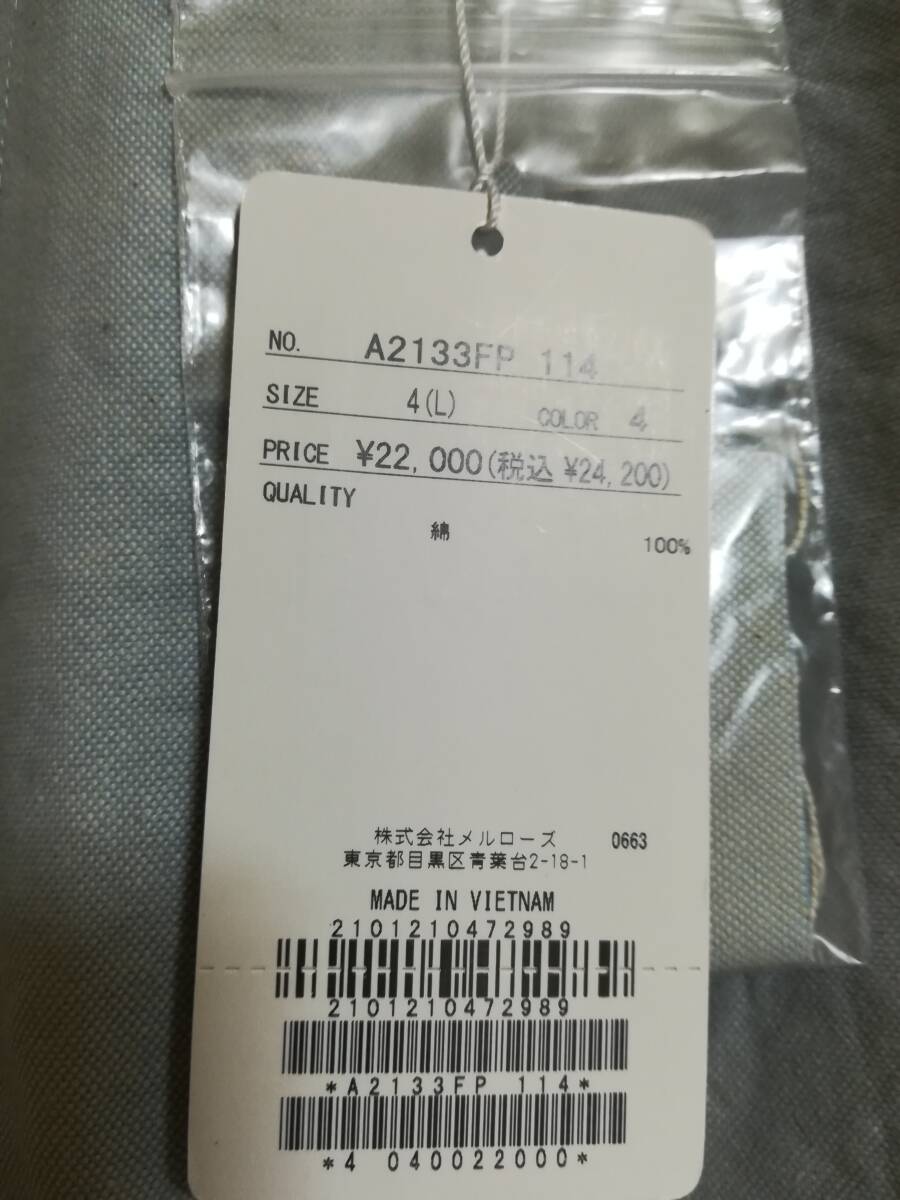 NO. A2133FP 114
SIZE 4(L) COLOR 4
PRICE ¥22,000(税込 ¥24,200)
QUALITY
綿 100%
株式会社メルローズ 0663
東京都目黒区青葉台2-18-1
MADE IN VIETNAM
2101210472989
2101210472989
*A2133FP 114*
*4 040022000*